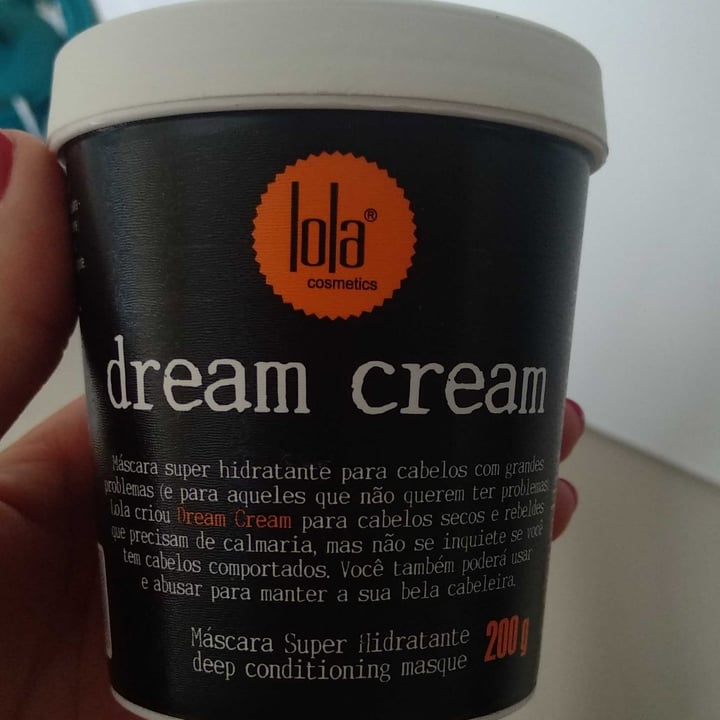 lola®
cosmetics
dream cream
Máscara super hidratante para cabelos com grandes
problemas (e para aqueles que não querem ter problemas
Lola criou Dream Cream para cabelos secos e rebeldes
que precisam de calmaria, mas não se inquiete se você
tem cabelos comportados. Você também poderá usar
e abusar para manter a sua bela cabeleira.
Máscara Super Hidratante
deep conditioning masque
200g